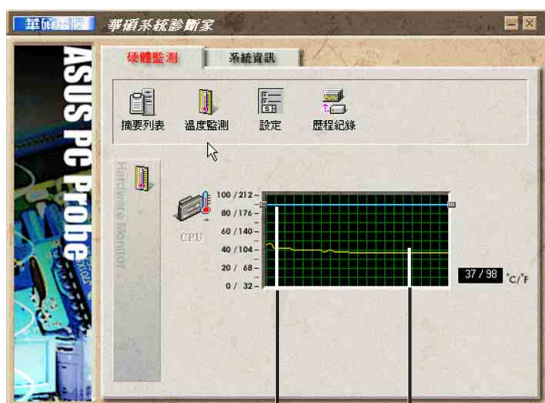 華碩電腦 華碩系統診斷家
ASUS PC Probe
硬體監測 系統資訊
摘要列表 溫度監測 設定 歷程紀錄
Hardware Monitor
CPU
100 / 212
80 / 176
60 / 140
40 / 104
20 / 68
0 / 32
37 / 98 °C/°F